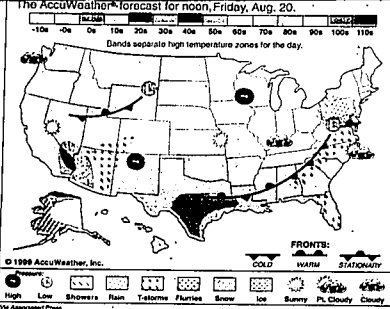 The AccuWeather® forecast for noon, Friday, Aug. 20.
-10s -0s 0s 10s 20s 30s 40s 50s 60s 70s 80s 90s 100s 110s
Bands separate high temperature zones for the day.
L
H
H
L
FRONTS:
COLD WARM STATIONARY
© 1999 AccuWeather, Inc.
Pressure:
H L
High Low Showers Rain T-storms Flurries Snow Ice Sunny Pt. Cloudy Cloudy
Via Associated Press